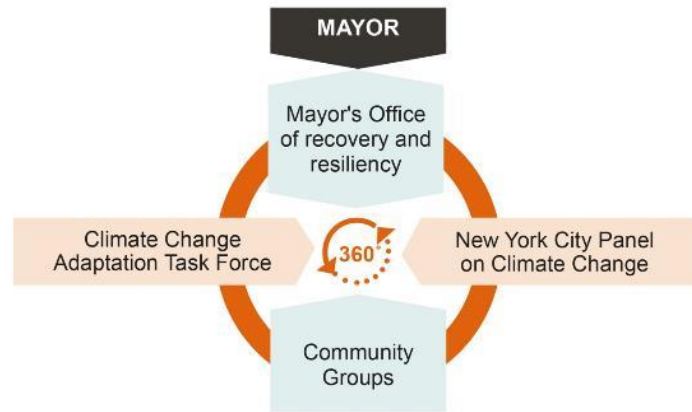 MAYOR
Mayor's Office
of recovery and
resiliency
Climate Change
Adaptation Task Force
360°
New York City Panel
on Climate Change
Community
Groups